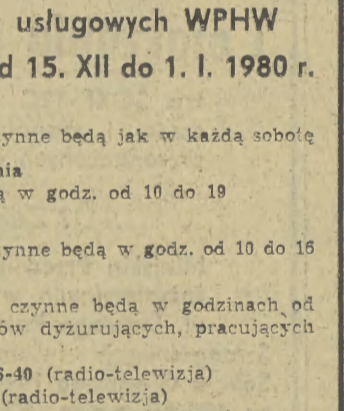 usługowych WPHW
d 15. XII do 1. I. 1980 r.
ynne będą jak w każdą sobotę
nia
ą w godz. od 10 do 19
ynne będą w godz. od 10 do 16
czynne będą w godzinach od
ów dyżurujących, pracujących
6-40 (radio-telewizja)
(radio-telewizja)